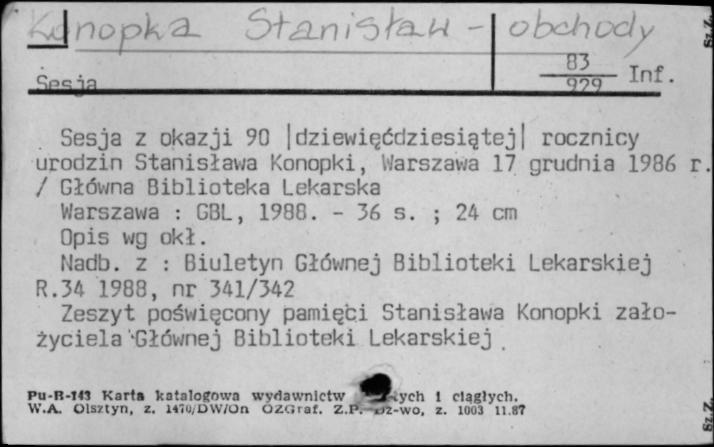 Konopka Stanisław - obchody
Sesja
83
929 Inf.
Sesja z okazji 90 |dziewięćdziesiątej| rocznicy
urodzin Stanisława Konopki, Warszawa 17 grudnia 1986 r.
/ Główna Biblioteka Lekarska
Warszawa : GBL, 1988. - 36 s. ; 24 cm
Opis wg okł.
Nadb. z : Biuletyn Głównej Biblioteki Lekarskiej
R.34 1988, nr 341/342
Zeszyt poświęcony pamięci Stanisława Konopki zało-
życiela Głównej Biblioteki Lekarskiej.
Pu-B-143 Karta katalogowa wydawnictw i ciągłych.
W.A. Olsztyn, z. 1470/DW/On OZGraf. Z.P. z. 1003 11.87
Sz.Z.
Sz.Z.